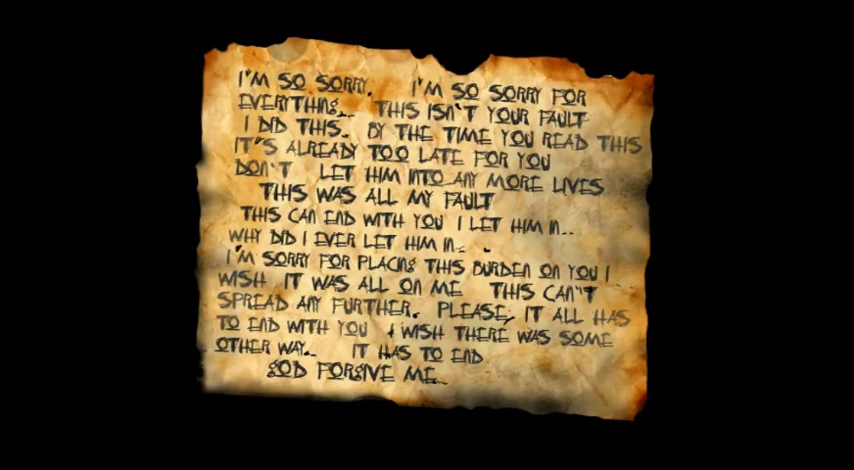 I'M SO SORRY. I'M SO SORRY FOR
EVERYTHING... THIS ISN'T YOUR FAULT
I DID THIS. BY THE TIME YOU READ THIS
IT'S ALREADY TOO LATE FOR YOU
DON'T LET HIM INTO ANY MORE LIVES
THIS WAS ALL MY FAULT
THIS CAN END WITH YOU I LET HIM IN...
WHY DID I EVER LET HIM IN...
I'M SORRY FOR PLACING THIS BURDEN ON YOU I
WISH IT WAS ALL ON ME THIS CAN'T
SPREAD ANY FURTHER. PLEASE, IT ALL HAS
TO END WITH YOU I WISH THERE WAS SOME
OTHER WAY... IT HAS TO END
GOD FORGIVE ME...